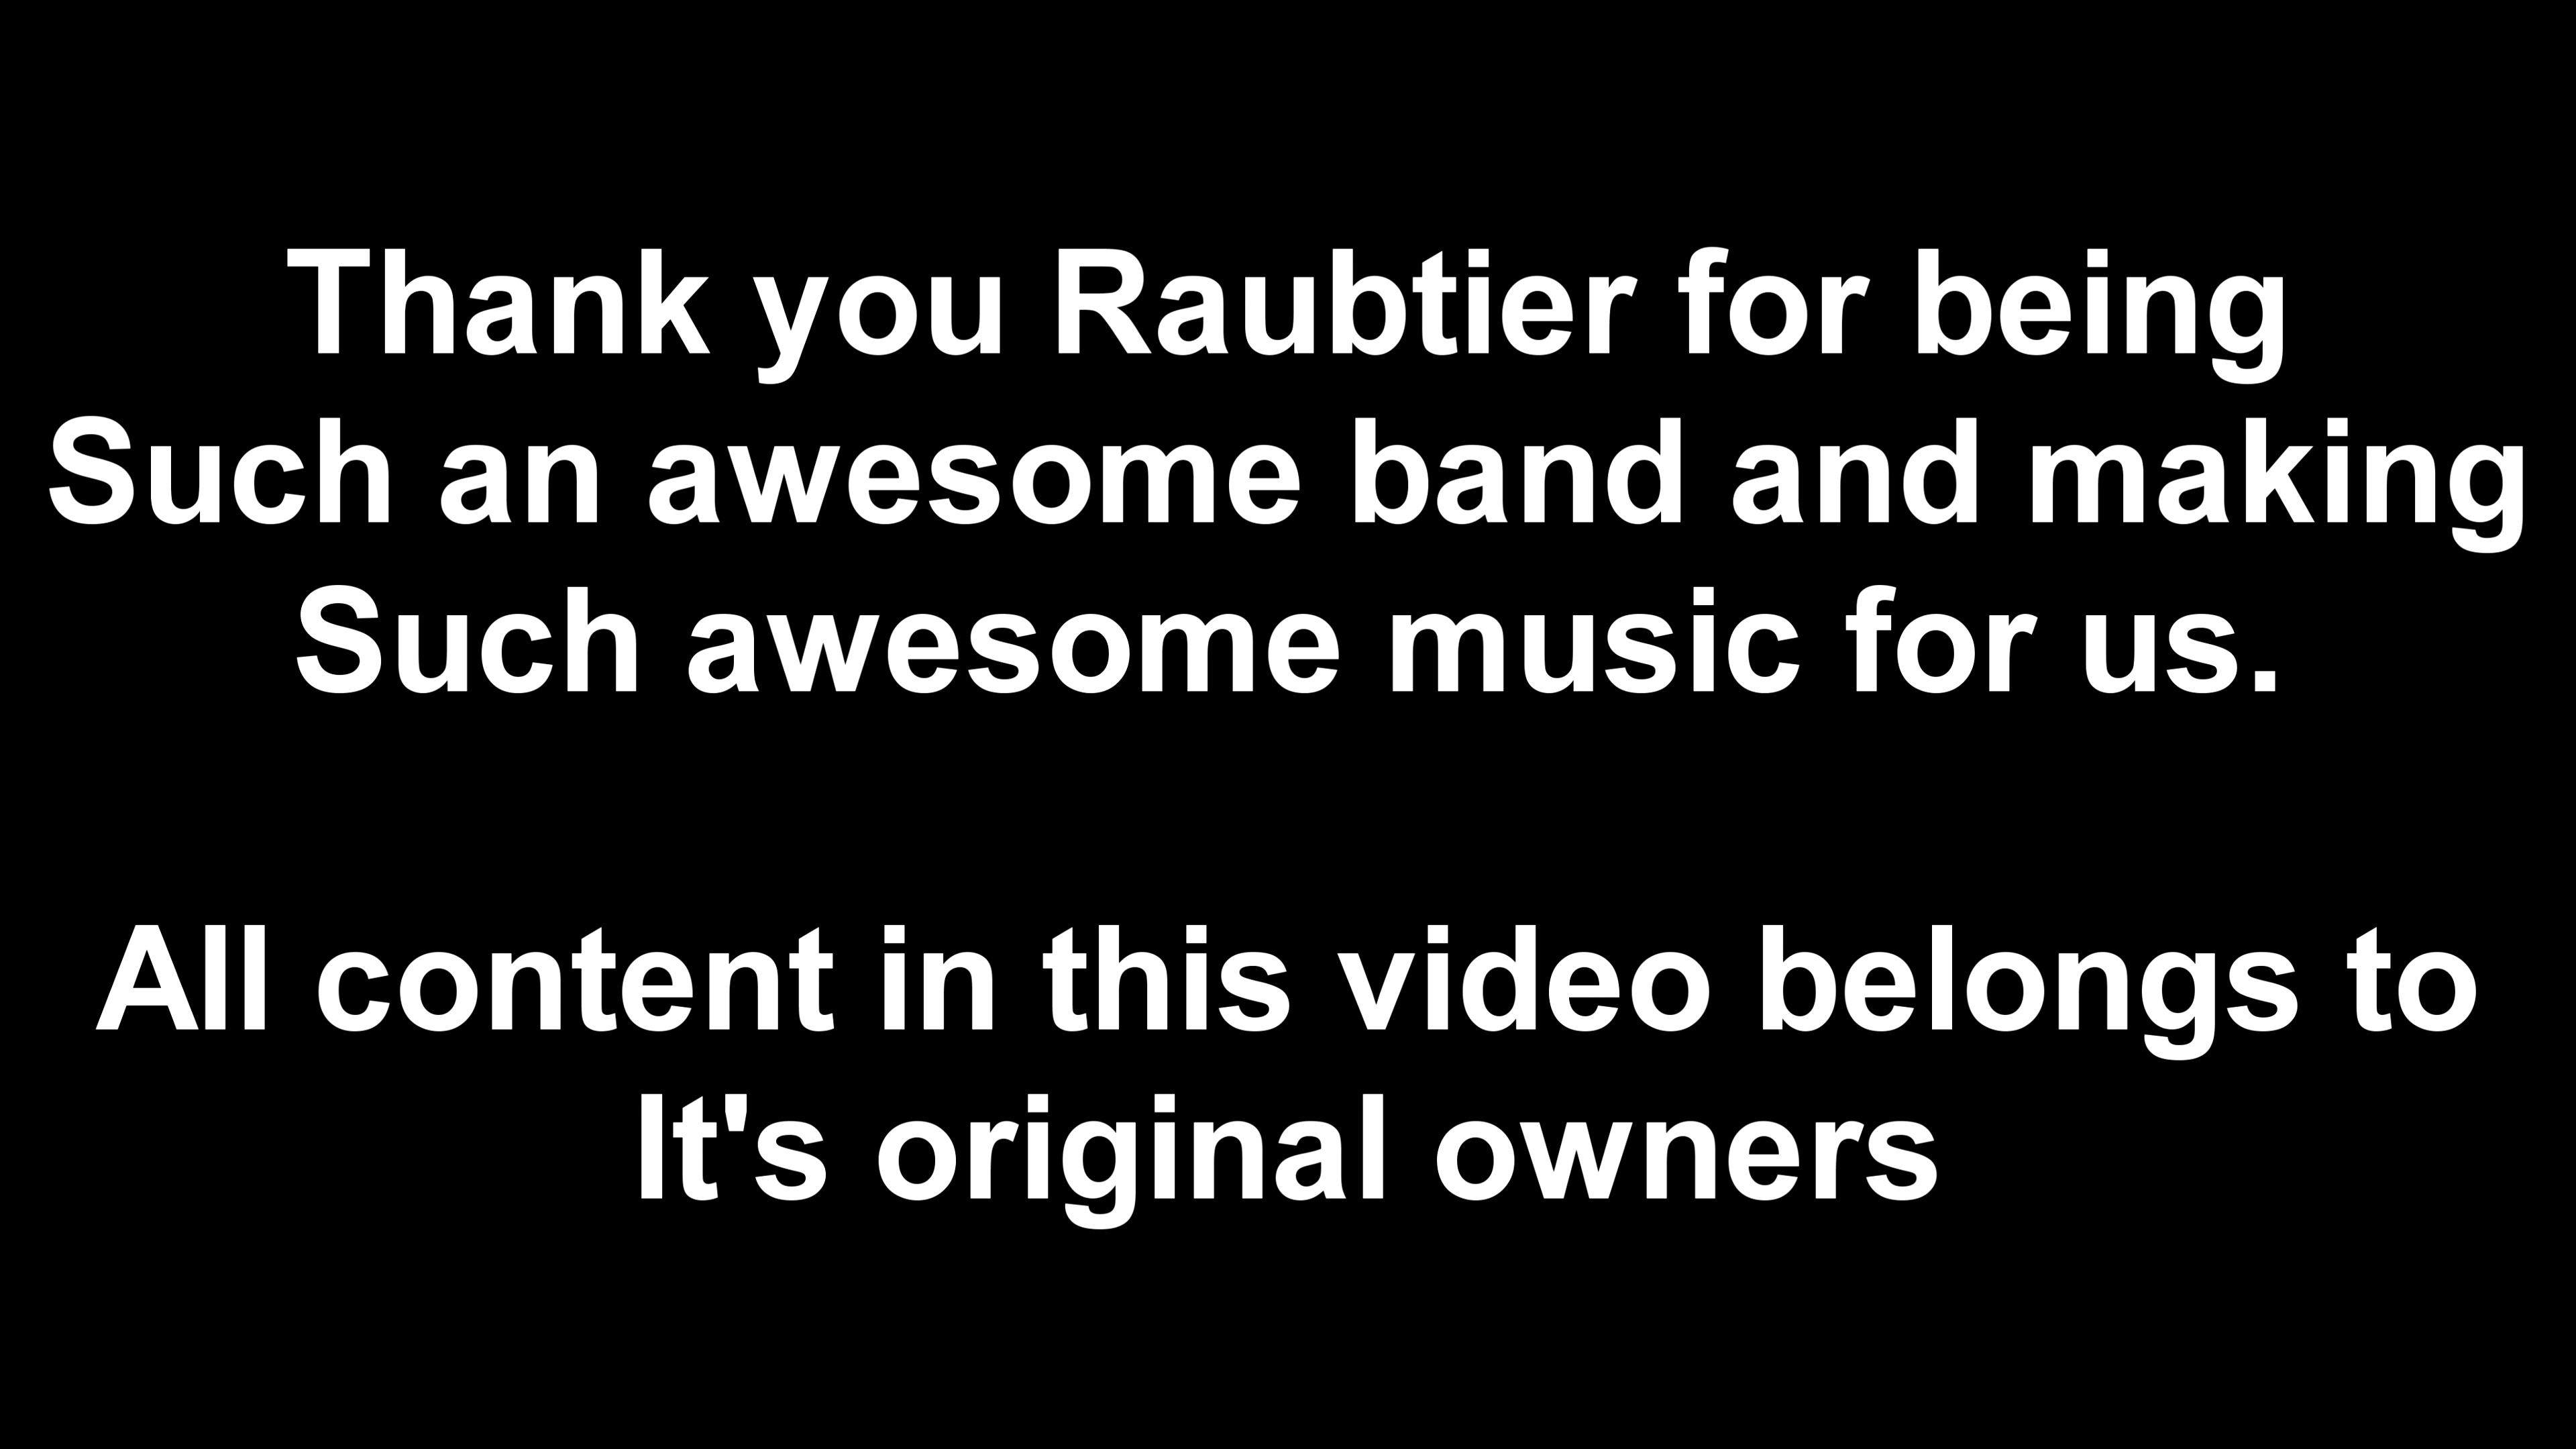 Thank you Raubtier for being
Such an awesome band and making
Such awesome music for us.
All content in this video belongs to
It's original owners